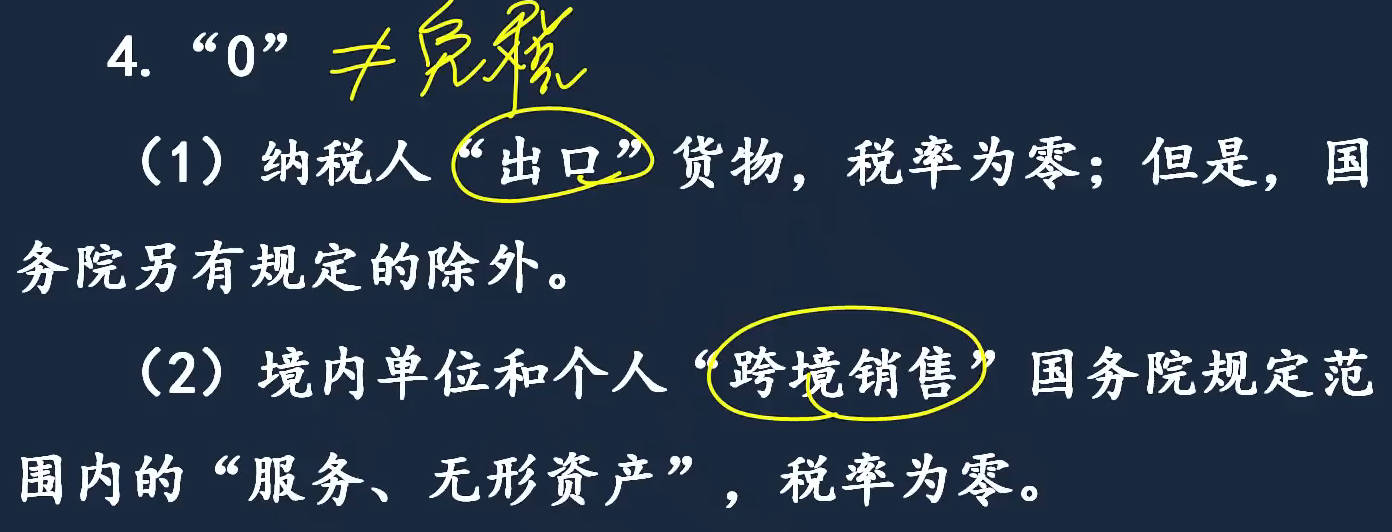 4. “0” ≠免税
（1）纳税人“出口”货物，税率为零；但是，国
务院另有规定的除外。
（2）境内单位和个人“跨境销售”国务院规定范
围内的“服务、无形资产”，税率为零。